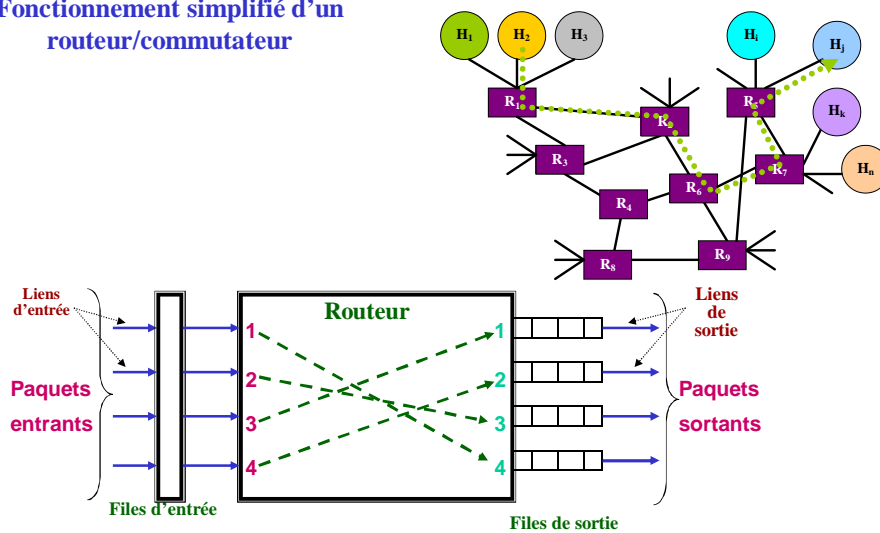 Fonctionnement simplifié d'un
routeur/commutateur
H1 H2 H3 Hi Hj
R1 R2 R5 Hk
R3 R6 R7 Hn
R4
R8 R9
Liens
d'entrée
Paquets
entrants
Files d'entrée
Routeur
1 1
2 2
3 3
4 4
Liens
de
sortie
Paquets
sortants
Files de sortie